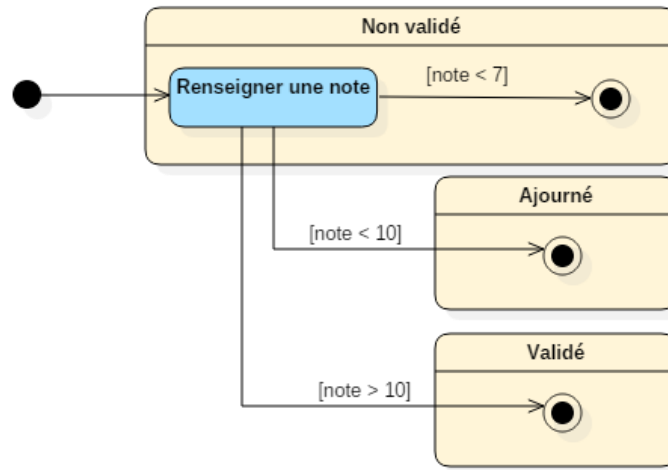 Non validé
Renseigner une note
[note < 7]
Ajourné
[note < 10]
Validé
[note > 10]